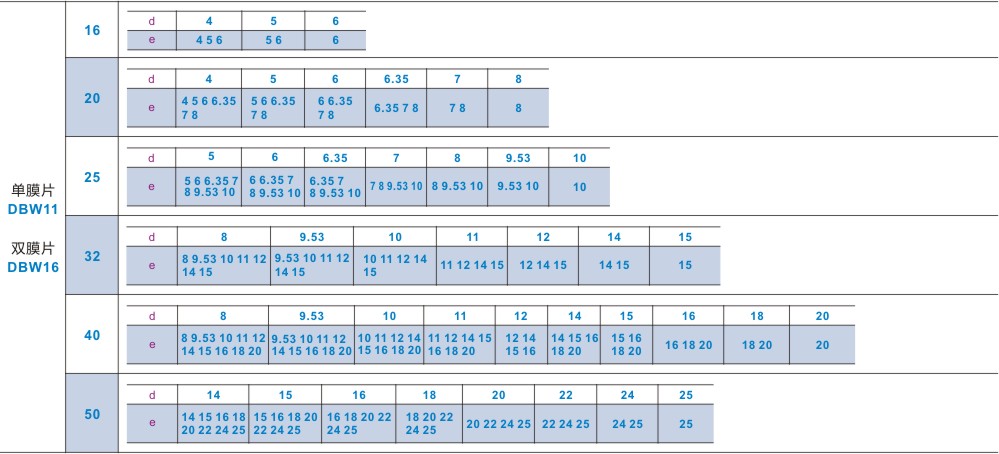 单膜片
DBW11
双膜片
DBW16
16
d 4 5 6
e 4 5 6 5 6 6
20
d 4 5 6 6.35 7 8
e 4 5 6 6.35 5 6 6.35 6 6.35 6.35 7 8 7 8 8
7 8 7 8 7 8
25
d 5 6 6.35 7 8 9.53 10
e 5 6 6.35 7 6 6.35 7 6.35 7 7 8 9.53 10 8 9.53 10 9.53 10 10
8 9.53 10 8 9.53 10 8 9.53 10
32
d 8 9.53 10 11 12 14 15
e 8 9.53 10 11 12 9.53 10 11 12 10 11 12 14 11 12 14 15 12 14 15 14 15 15
14 15 14 15 15
40
d 8 9.53 10 11 12 14 15 16 18 20
e 8 9.53 10 11 12 9.53 10 11 12 10 11 12 14 11 12 14 15 12 14 14 15 16 15 16 16 18 20 18 20 20
14 15 16 18 20 14 15 16 18 20 15 16 18 20 16 18 20 15 16 18 20 18 20
50
d 14 15 16 18 20 22 24 25
e 14 15 16 18 15 16 18 20 16 18 20 22 18 20 22 20 22 24 25 22 24 25 24 25 25
20 22 24 25 22 24 25 24 25 24 25